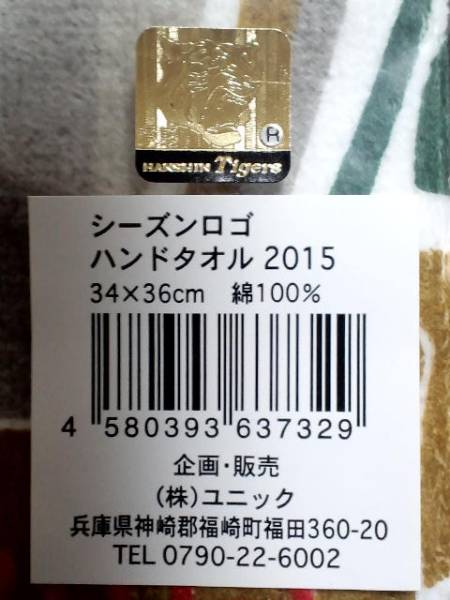 R
HANSHIN Tigers
シーズンロゴ
ハンドタオル 2015
34×36cm 綿100%
4 580393 637329
企画・販売
(株)ユニック
兵庫県神崎郡福崎町福田360-20
TEL 0790-22-6002